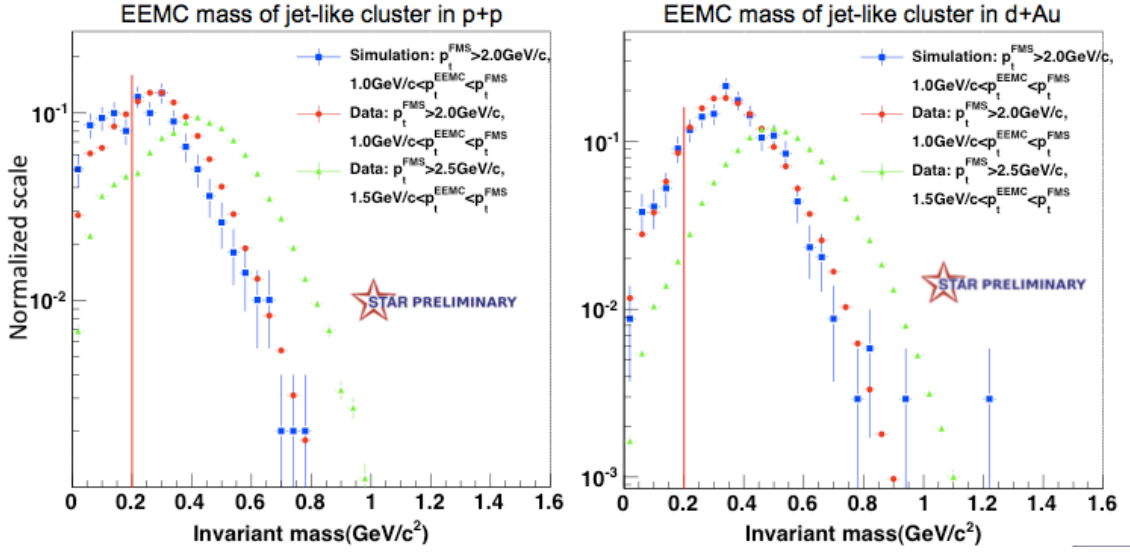 EEMC mass of jet-like cluster in p+p
Normalized scale
10^-1
10^-2
Simulation: p_t^FMS>2.0GeV/c,
1.0GeV/c<p_t^EEMC<p_t^FMS
Data: p_t^FMS>2.0GeV/c,
1.0GeV/c<p_t^EEMC<p_t^FMS
Data: p_t^FMS>2.5GeV/c,
1.5GeV/c<p_t^EEMC<p_t^FMS
STAR PRELIMINARY
0 0.2 0.4 0.6 0.8 1 1.2 1.4 1.6
Invariant mass(GeV/c^2)
EEMC mass of jet-like cluster in d+Au
10^-1
10^-2
10^-3
Simulation: p_t^FMS>2.0GeV/c,
1.0GeV/c<p_t^EEMC<p_t^FMS
Data: p_t^FMS>2.0GeV/c,
1.0GeV/c<p_t^EEMC<p_t^FMS
Data: p_t^FMS>2.5GeV/c,
1.5GeV/c<p_t^EEMC<p_t^FMS
STAR PRELIMINARY
0 0.2 0.4 0.6 0.8 1 1.2 1.4 1.6
Invariant mass(GeV/c^2)